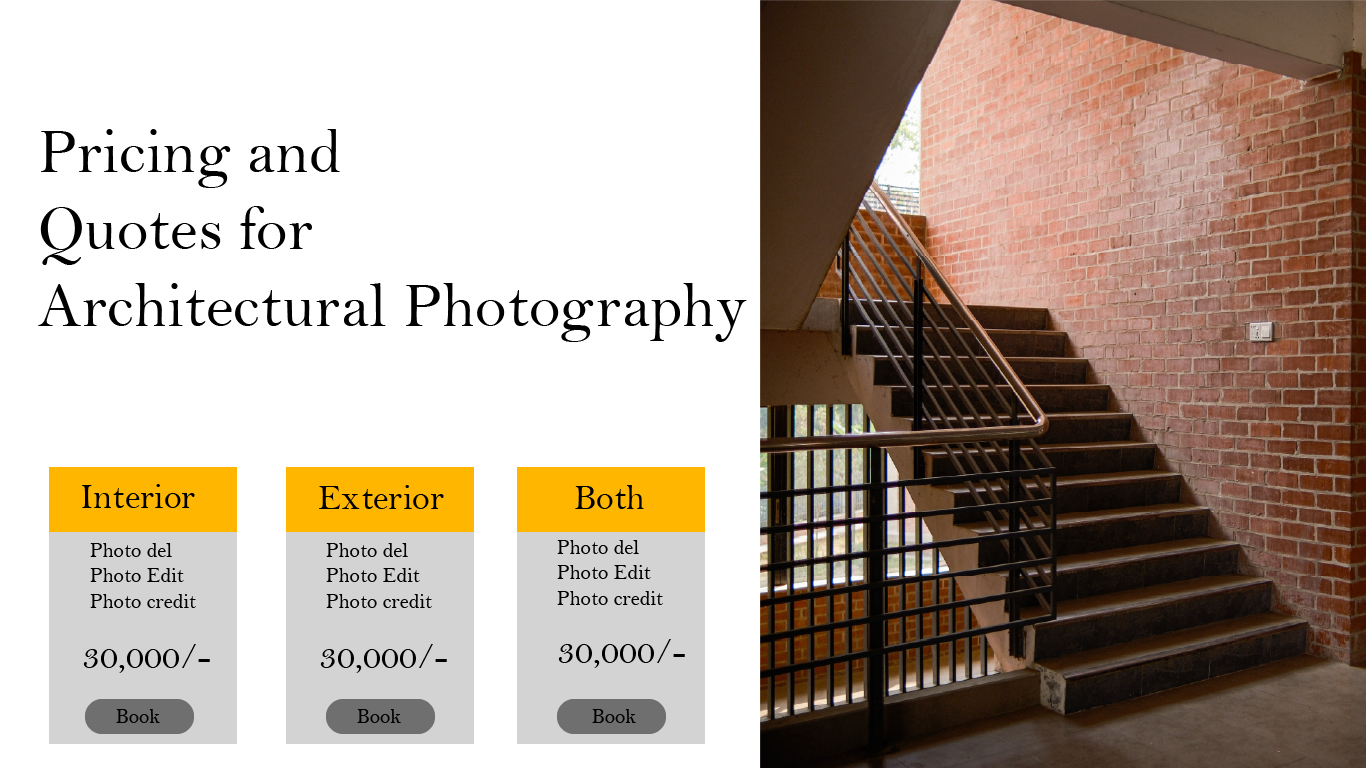 Pricing and
Quotes for
Architectural Photography
Interior
Photo del
Photo Edit
Photo credit
30,000/-
Book
Exterior
Photo del
Photo Edit
Photo credit
30,000/-
Book
Both
Photo del
Photo Edit
Photo credit
30,000/-
Book